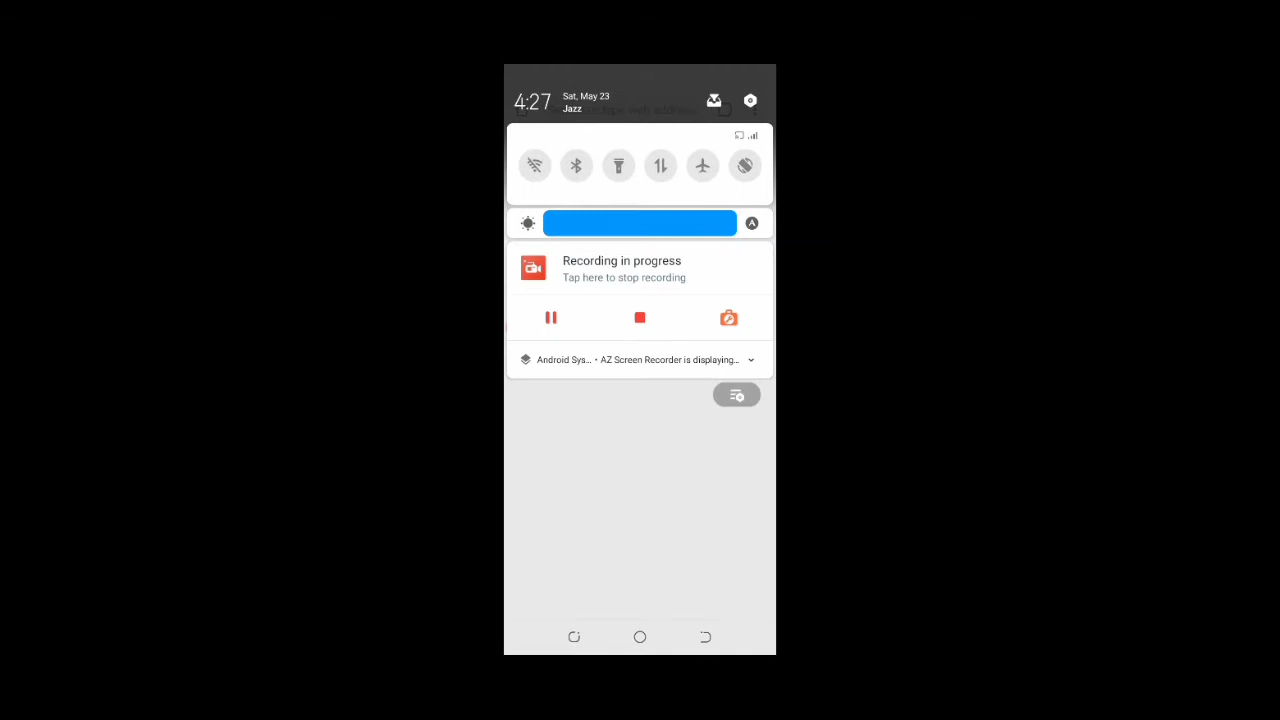 4:27
Sat, May 23
Jazz
A
Recording in progress
Tap here to stop recording
Android Sys... • AZ Screen Recorder is displaying...